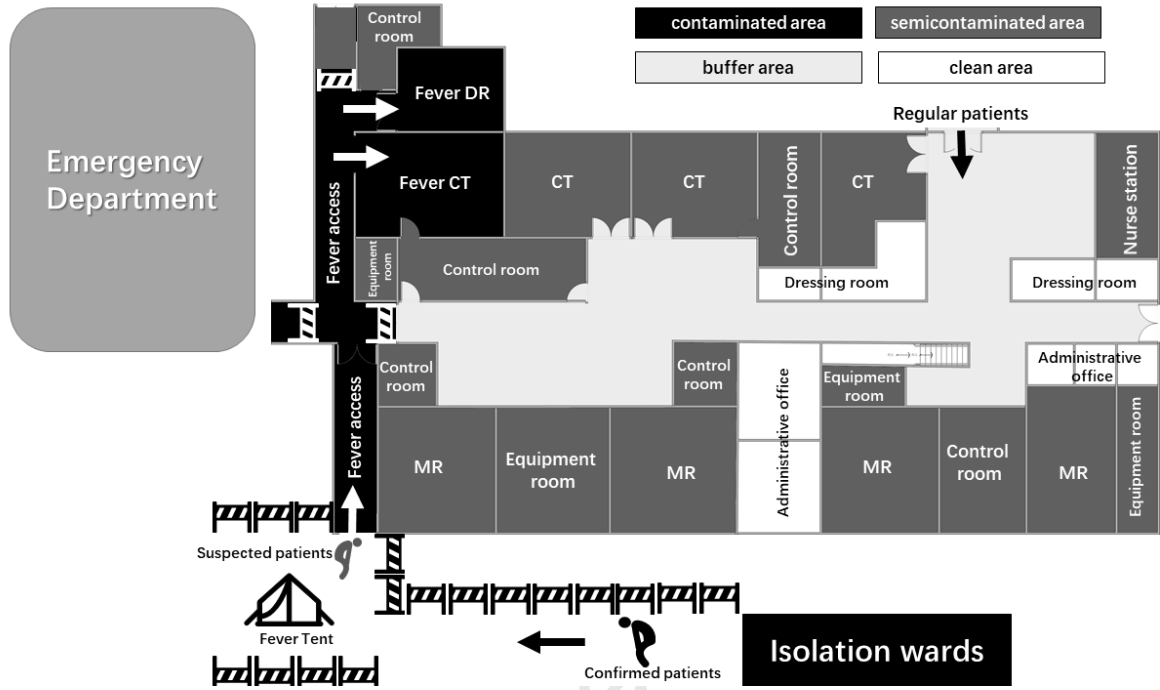 Control
room
contaminated area
semicontaminated area
buffer area
clean area
Fever DR
Regular patients
Emergency
Department
Fever access
Fever CT
CT
CT
Control room
CT
Nurse station
Equipment
room
Control room
Dressing room
Dressing room
Control
room
Control
room
Administrative office
Equipment
room
Administrative
office
Fever access
MR
Equipment
room
MR
MR
Control
room
MR
Equipment room
Suspected patients
Fever Tent
Confirmed patients
Isolation wards